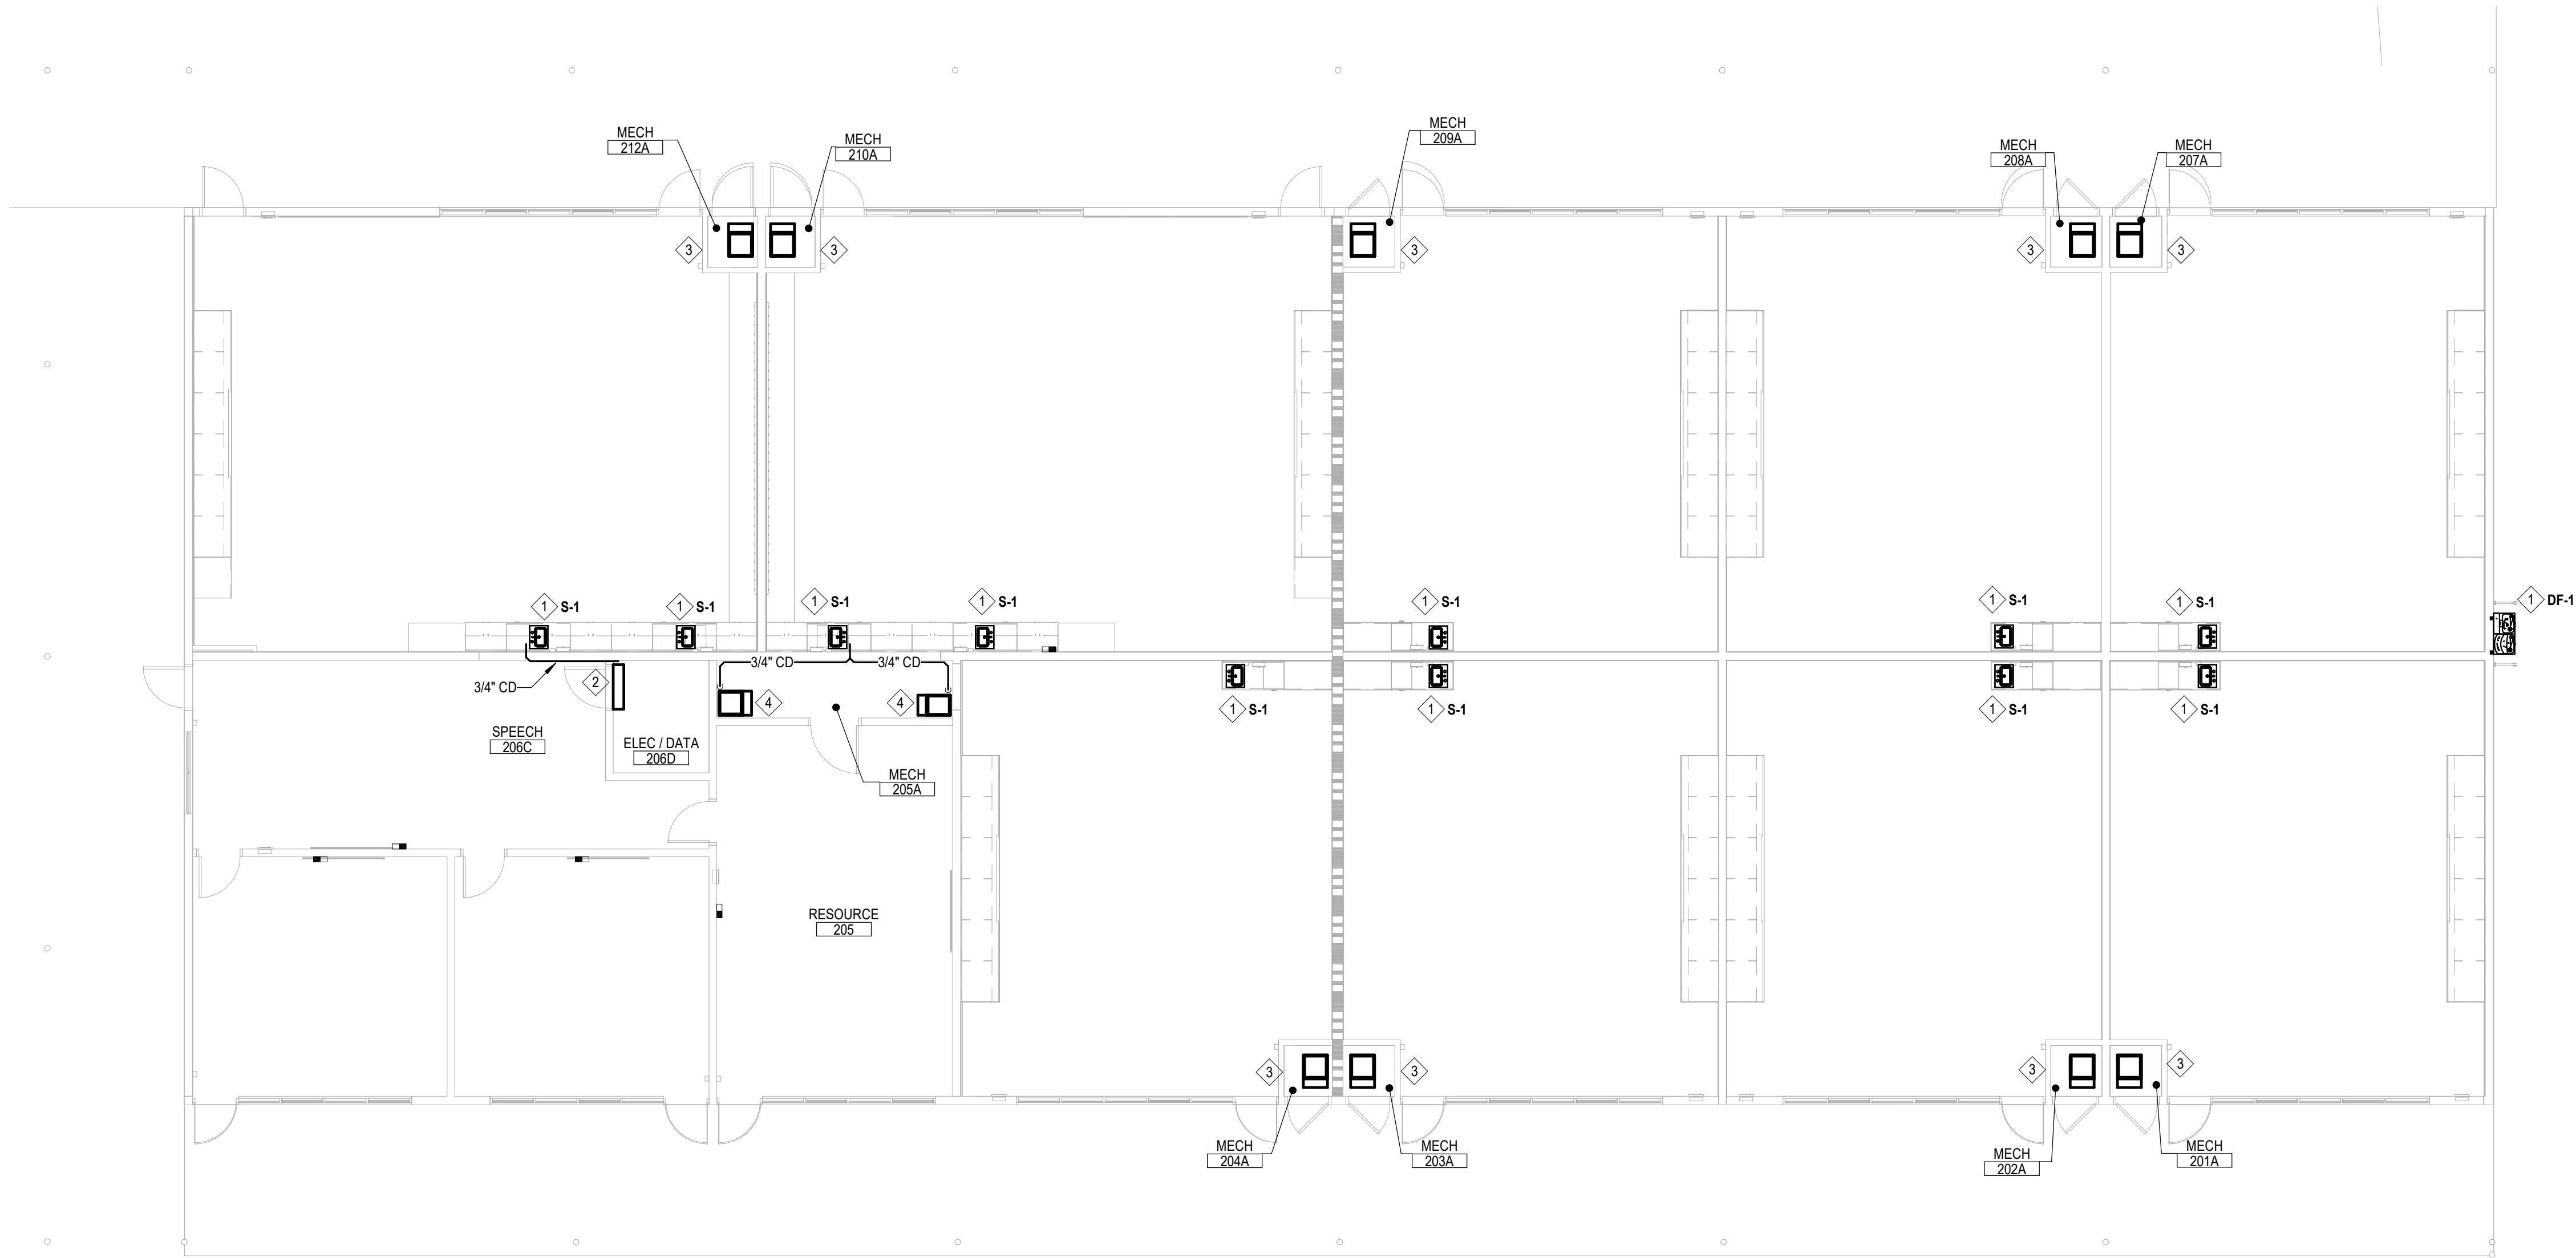 MECH
212A
MECH
210A
MECH
209A
MECH
208A
MECH
207A
3
3
3
3
3
1 S-1
1 S-1
1 S-1
1 S-1
1 S-1
1 S-1
1 S-1
1 DF-1
3/4" CD
3/4" CD
3/4" CD
2
4
4
1 S-1
1 S-1
1 S-1
1 S-1
SPEECH
206C
ELEC / DATA
206D
MECH
205A
RESOURCE
205
3
3
3
3
MECH
204A
MECH
203A
MECH
202A
MECH
201A